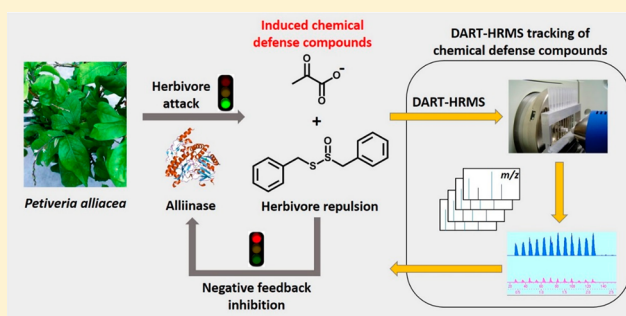 Induced chemical
defense compounds
DART-HRMS tracking of
chemical defense compounds
Herbivore
attack
DART-HRMS
O
O⁻
O
+
O
S
S
m/z
Petiveria alliacea
Alliinase
Herbivore repulsion
Negative feedback
inhibition